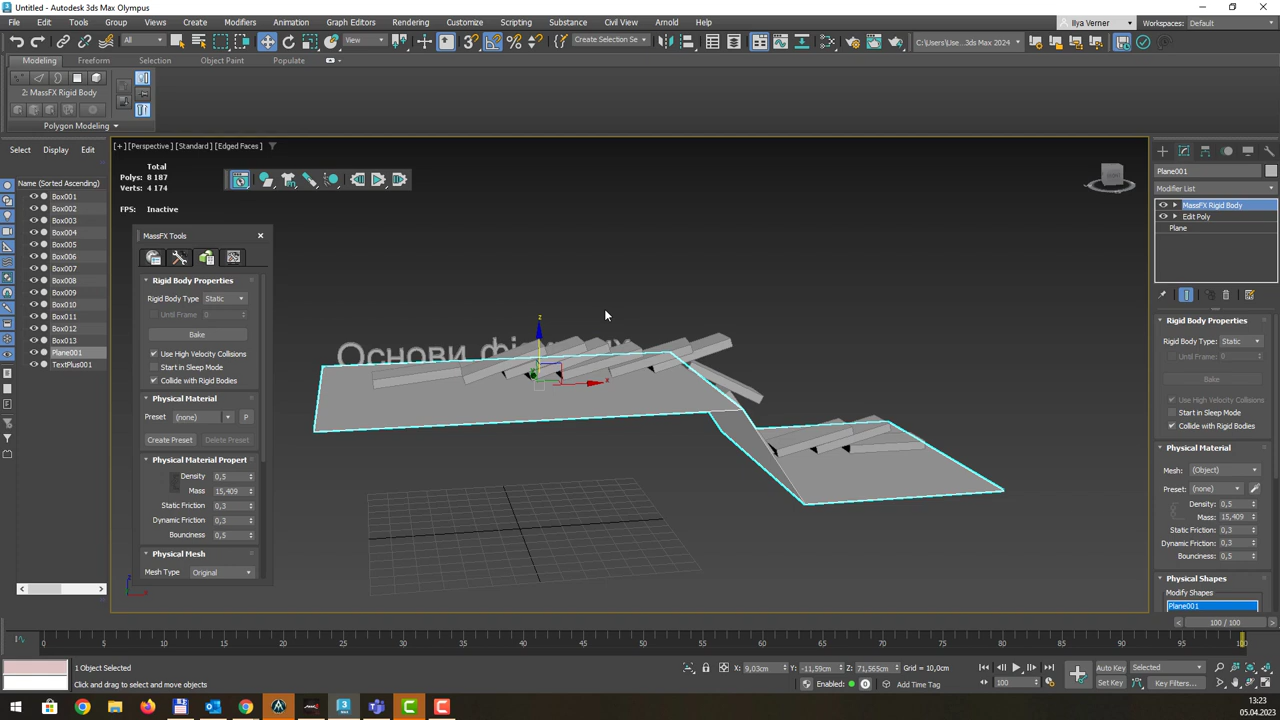 Untitled - Autodesk 3ds Max Olympus
File Edit Tools Group Views Create Modifiers Animation Graph Editors Rendering Customize Scripting Substance Civil View Arnold Help
Ilya Verner Workspaces: Default
All View Create Selection Se C:\Users\Use...3ds Max 2024
Modeling Freeform Selection Object Paint Populate
2: MassFX Rigid Body
Polygon Modeling
Select Display Edit
[+] [Perspective] [Standard] [Edged Faces]
Total
Polys: 8 187
Verts: 4 174
FPS: Inactive
Name (Sorted Ascending)
Box001
Box002
Box003
Box004
Box005
Box006
Box007
Box008
Box009
Box010
Box011
Box012
Box013
Plane001
TextPlus001
MassFX Tools
Rigid Body Properties
Rigid Body Type Static
Until Frame 0
Bake
Use High Velocity Collisions
Start in Sleep Mode
Collide with Rigid Bodies
Physical Material
Preset (none) P
Create Preset Delete Preset
Physical Material Propert
Density 0,5
Mass 15,409
Static Friction 0,3
Dynamic Friction 0,3
Bounciness 0,5
Physical Mesh
Mesh Type Original
Основи
z
x
Plane001
Modifier List
MassFX Rigid Body
Edit Poly
Plane
Rigid Body Properties
Rigid Body Type: Static
Until Frame 0
Bake
Use High Velocity Collisions
Start in Sleep Mode
Collide with Rigid Bodies
Physical Material
Mesh: (Object)
Preset: (none)
Density: 0,5
Mass: 15,409
Static Friction: 0,3
Dynamic Friction: 0,3
Bounciness: 0,5
Physical Shapes
Modify Shapes
Plane001
100 / 100
0 5 10 15 20 25 30 35 40 45 50 55 60 65 70 75 80 85 90 95 100
1 Object Selected
Click and drag to select and move objects
X: 9,03cm Y: -11,59cm Z: 71,565cm Grid = 10,0cm
Enabled: Add Time Tag
100
Auto Key Selected
Set Key Key Filters...
13:23
05.04.2023